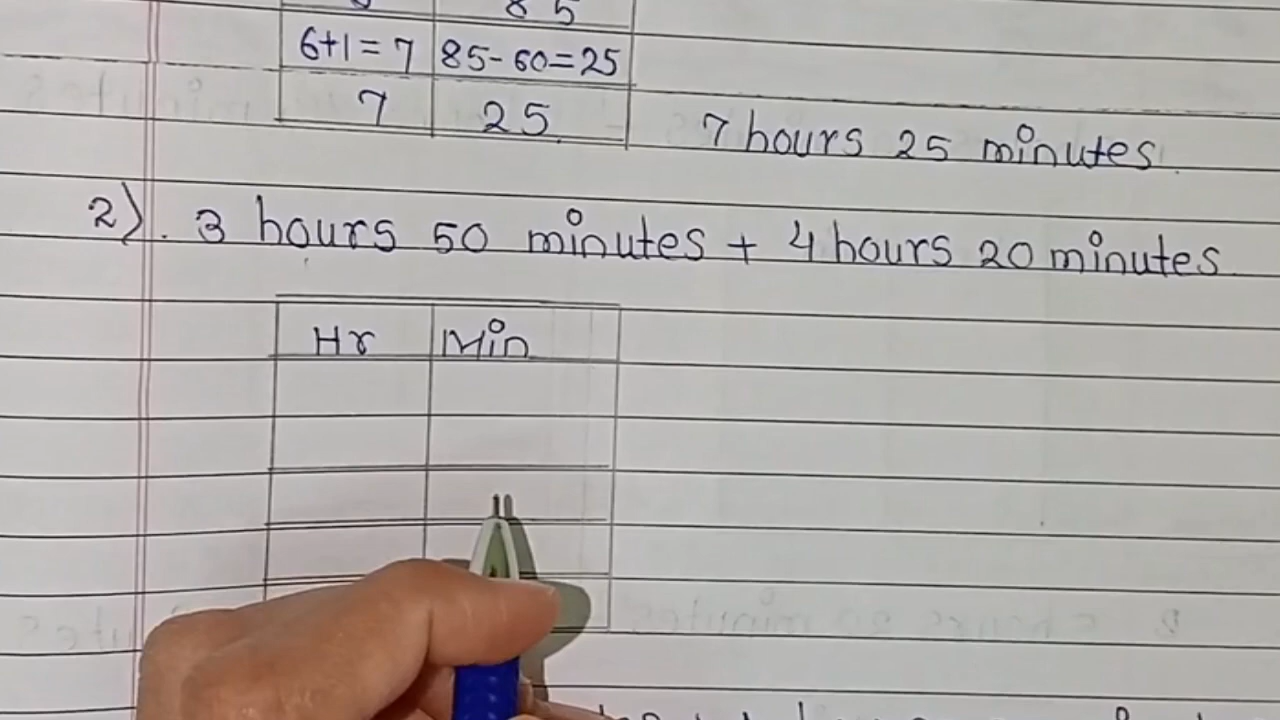 85
6+1=7 85-60=25
7 25 7 hours 25 minutes.
2). 3 hours 50 minutes + 4 hours 20 minutes
Hr Min